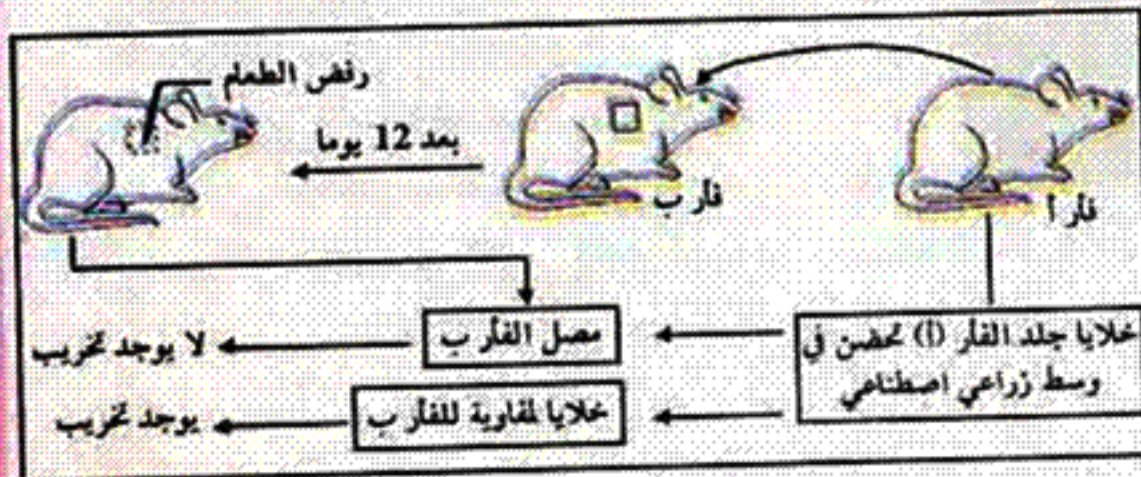 رفض الطعم
بعد 12 يوما
فأر ب
فأر أ
خلايا جلد الفأر (أ) تحضن في
وسط زراعي اصطناعي
مصل الفأر ب
لا يوجد تخريب
خلايا لمفاوية للفأر ب
يوجد تخريب